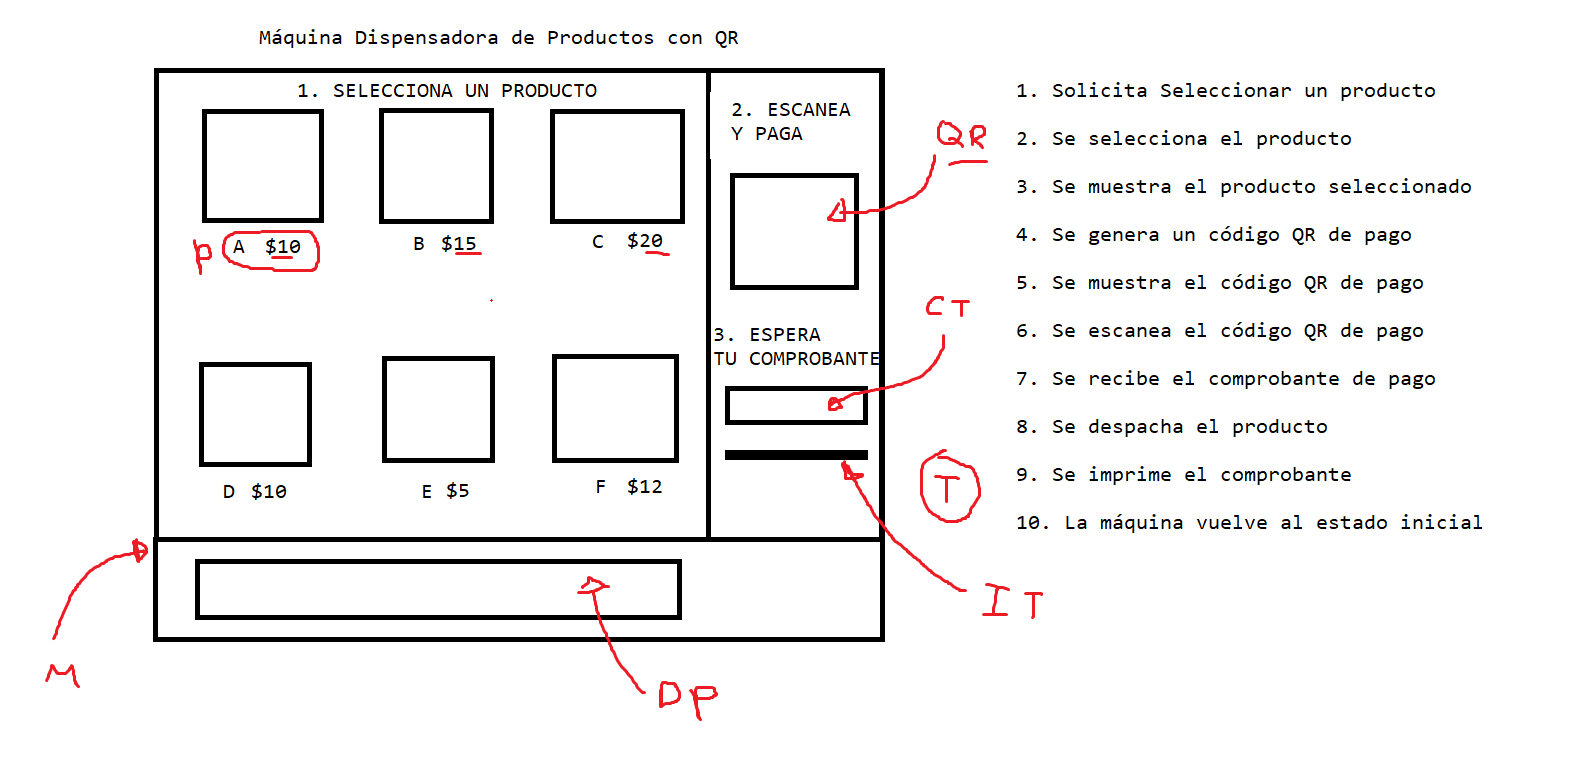 Máquina Dispensadora de Productos con QR
1. SELECCIONA UN PRODUCTO
A $10
B $15
C $20
P
D $10
E $5
F $12
2. ESCANEA
Y PAGA
QR
3. ESPERA
TU COMPROBANTE
CT
T
IT
M
DP
1. Solicita Seleccionar un producto
2. Se selecciona el producto
3. Se muestra el producto seleccionado
4. Se genera un código QR de pago
5. Se muestra el código QR de pago
6. Se escanea el código QR de pago
7. Se recibe el comprobante de pago
8. Se despacha el producto
9. Se imprime el comprobante
10. La máquina vuelve al estado inicial